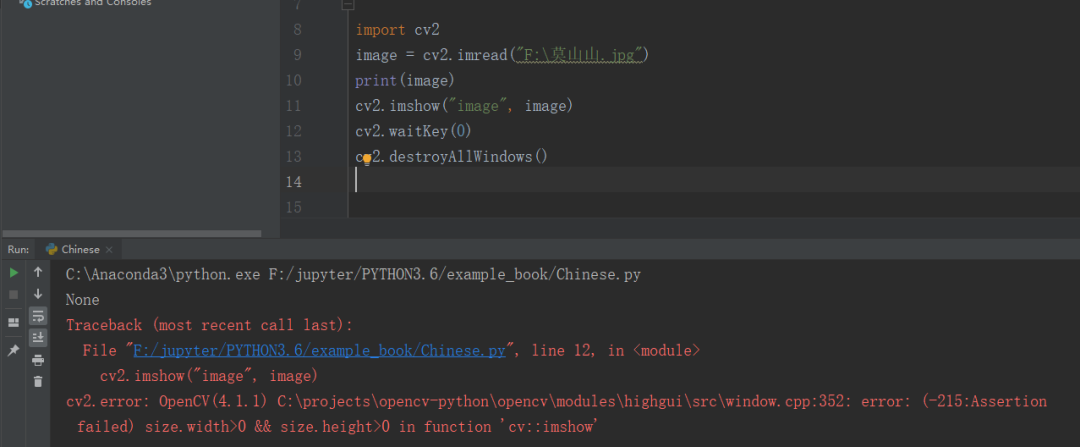 Scratches and Consoles
7
8 import cv2
9 image = cv2.imread("F:\莫山山.jpg")
10 print(image)
11 cv2.imshow("image", image)
12 cv2.waitKey(0)
13 cv2.destroyAllWindows()
14
15
Run: Chinese ×
C:\Anaconda3\python.exe F:/jupyter/PYTHON3.6/example_book/Chinese.py
None
Traceback (most recent call last):
File "F:/jupyter/PYTHON3.6/example_book/Chinese.py", line 12, in <module>
cv2.imshow("image", image)
cv2.error: OpenCV(4.1.1) C:\projects\opencv-python\opencv\modules\highgui\src\window.cpp:352: error: (-215:Assertion
failed) size.width>0 && size.height>0 in function 'cv::imshow'